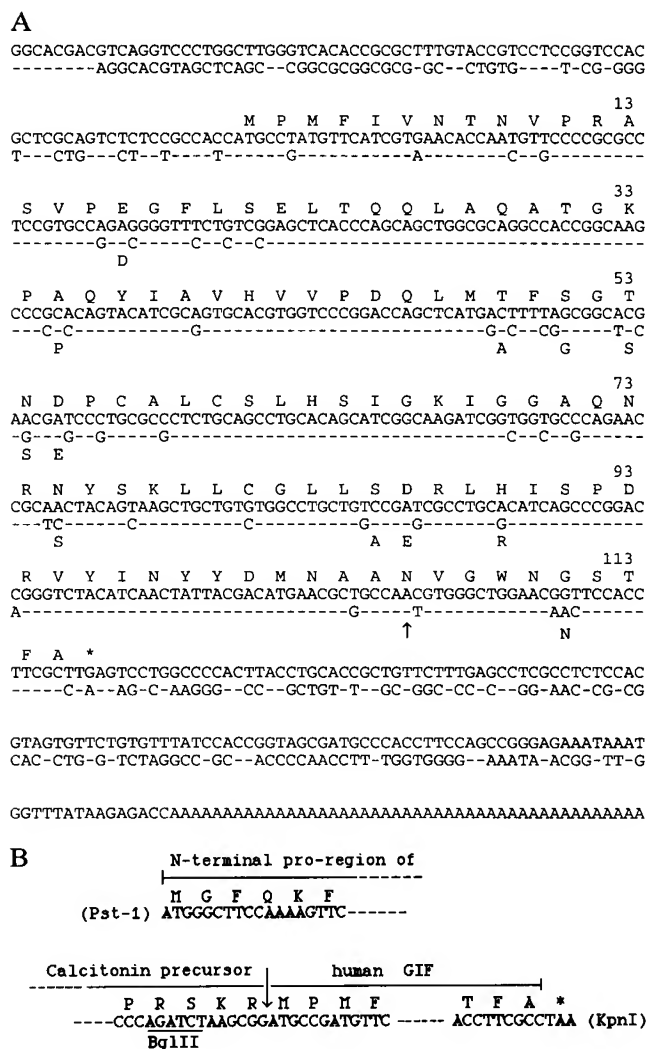 A
GGCACGACGTCAGGTCCCTGGCTTGGGTCACACCGCGCTTTGTACCGTCCTCCGGTCCAC
--------AGGCACGTAGCTCAGC--CGGCGCGGCGCG-GC--CTGTG----T-CG-GGG
13
M P M F I V N T N V P R A
GCTCGCAGTCTCTCCGCCACCATGCCTATGTTCATCGTGAACACCAATGTTCCCCGCGCC
T---CTG--CT--T----T------G-----------A--------C--G----------
33
S V P E G F L S E L T Q Q L A Q A T G K
TCCGTGCCAGAGGGGTTTCTGTCGGAGCTCACCCAGCAGCTGGCGCAGGCCACCGGCAAG
--------G--C-----C--C--C------------------------------------
D
53
P A Q Y I A V H V V P D Q L M T F S G T
CCCGCACAGTACATCGCAGTGCACGTGGTCCCGGACCAGCTCATGACTTTTAGCGGCACG
---C-C-----------G---------------------------G-C--CG-----T-C
P A G S
73
N D P C A L C S L H S I G K I G G A Q N
AACGATCCCTGCGCCCTCTGCAGCCTGCACAGCATCGGCAAGATCGGTGGTGCCCAGAAC
-G---G--G-----G--------------------------------C--C--G------
S E
93
R N Y S K L L C G L L S D R L H I S P D
CGCAACTACAGTAAGCTGCTGTGTGGCCTGCTGTCCGATCGCCTGCACATCAGCCCGGAC
---TC------C----------C-----------G---G-------G-------------
S A E R
113
R V Y I N Y Y D M N A A N V G W N G S T
CGGGTCTACATCAACTATTACGACATGAACGCTGCCAACGTGGGCTGGAACGGTTCCACC
A-------------------------------G-----T------------AAC------
↑ N
F A *
TTCGCTTGAGTCCTGGCCCCACTTACCTGCACCGCTGTTCTTTGAGCCTCGCCTCTCCAC
-----C-A--AG-C-AAGGG--CC--GCTGT-T--GC-GGC-CC-C--GG-AAC-CG-CG
GTAGTGTTCTGTGTTTATCCACCGGTAGCGATGCCCACCTTCCAGCCGGGAGAAATAAAT
CAC-CTG-G-TCTAGGCC-GC--ACCCCAACCTT-TGGTGGGG--AAATA-ACGG-TT-G
GGTTTATAAGAGACCAAAAAAAAAAAAAAAAAAAAAAAAAAAAAAAAAAAAAAAAAAAAA
B
N-terminal pro-region of
M G F Q K F
(Pst-1) ATGGGCTTCCAAAAGTTC------
Calcitonin precursor human GIF
P R S K R M P M F T F A *
----CCCAGATCTAAGCGGATGCCGATGTTC ------ ACCTTCGCCTAA (KpnI)
BglII